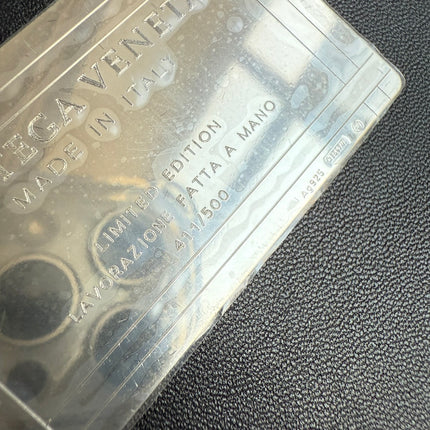 TEGA VENETA
MADE IN ITALY
LIMITED EDITION
LAVORAZIONE FATTA A MANO
411/500
Ag925